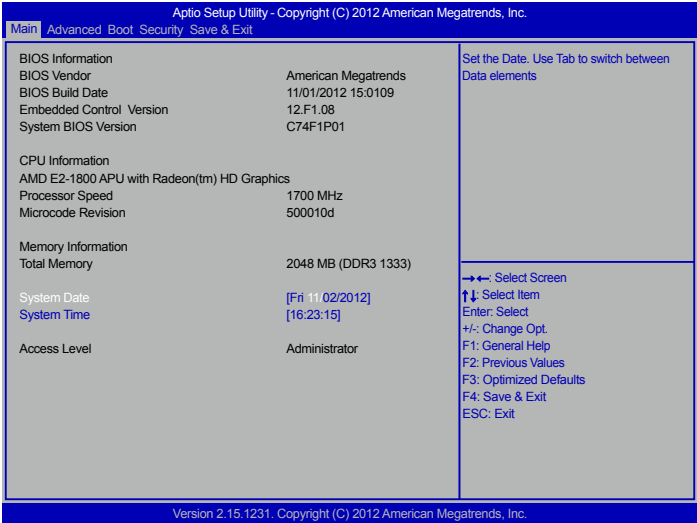 Aptio Setup Utility - Copyright (C) 2012 American Megatrends, Inc.
Main Advanced Boot Security Save & Exit
BIOS Information
BIOS Vendor American Megatrends
BIOS Build Date 11/01/2012 15:0109
Embedded Control Version 12.F1.08
System BIOS Version C74F1P01
CPU Information
AMD E2-1800 APU with Radeon(tm) HD Graphics
Processor Speed 1700 MHz
Microcode Revision 500010d
Memory Information
Total Memory 2048 MB (DDR3 1333)
System Date [Fri 11/02/2012]
System Time [16:23:15]
Access Level Administrator
Set the Date. Use Tab to switch between
Data elements
→←: Select Screen
↑↓: Select Item
Enter: Select
+/-: Change Opt.
F1: General Help
F2: Previous Values
F3: Optimized Defaults
F4: Save & Exit
ESC: Exit
Version 2.15.1231. Copyright (C) 2012 American Megatrends, Inc.